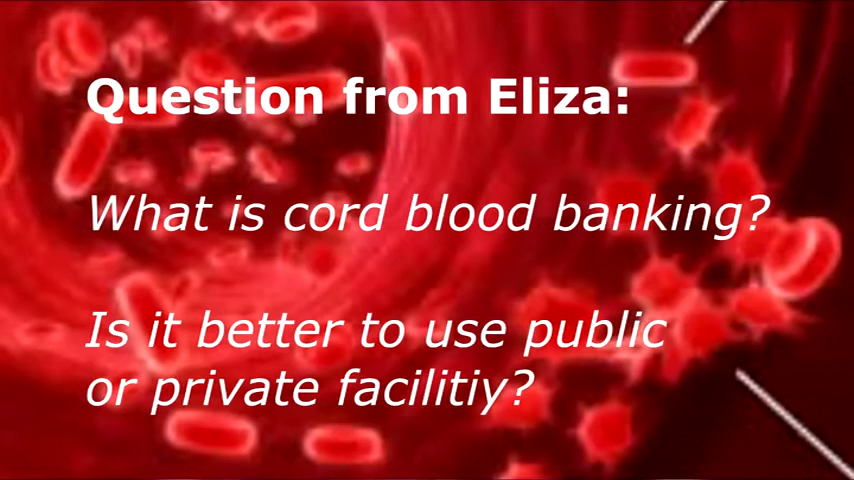 Question from Eliza:
What is cord blood banking?
Is it better to use public
or private facilitiy?